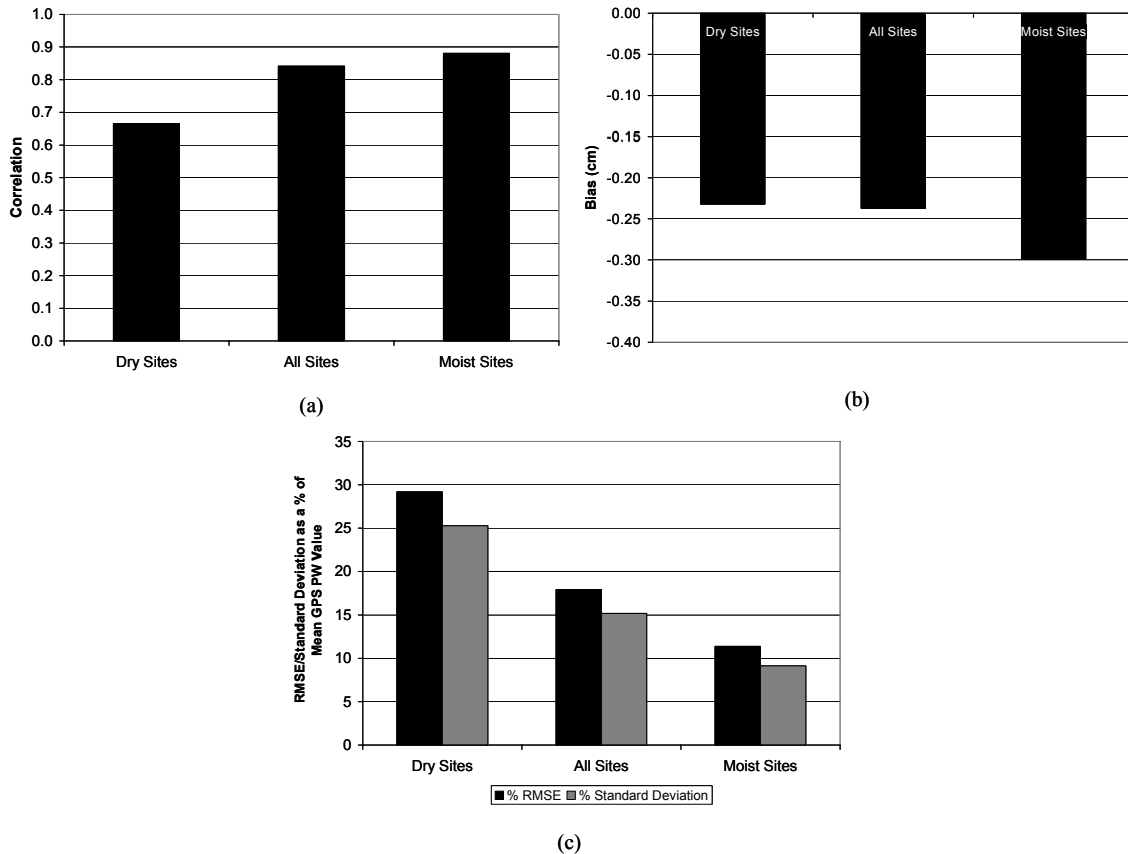 1.0
0.9
0.8
0.7
0.6
0.5
0.4
0.3
0.2
0.1
0.0
Correlation
Dry Sites
All Sites
Moist Sites
(a)
0.00
-0.05
-0.10
-0.15
-0.20
-0.25
-0.30
-0.35
-0.40
Bias (cm)
Dry Sites
All Sites
Moist Sites
(b)
35
30
25
20
15
10
5
0
RMSE/Standard Deviation as a % of
Mean GPS PW Value
Dry Sites
All Sites
Moist Sites
% RMSE
% Standard Deviation
(c)